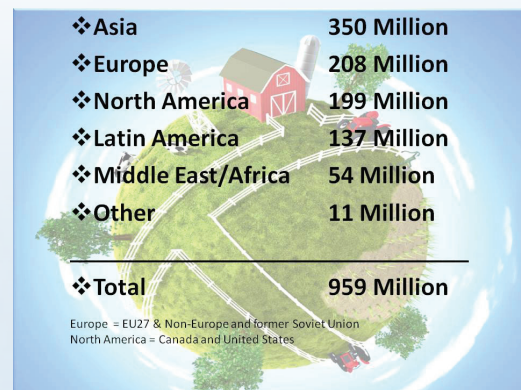 ❖Asia 350 Million
❖Europe 208 Million
❖North America 199 Million
❖Latin America 137 Million
❖Middle East/Africa 54 Million
❖Other 11 Million
❖Total 959 Million
Europe = EU27 & Non-Europe and former Soviet Union
North America = Canada and United States